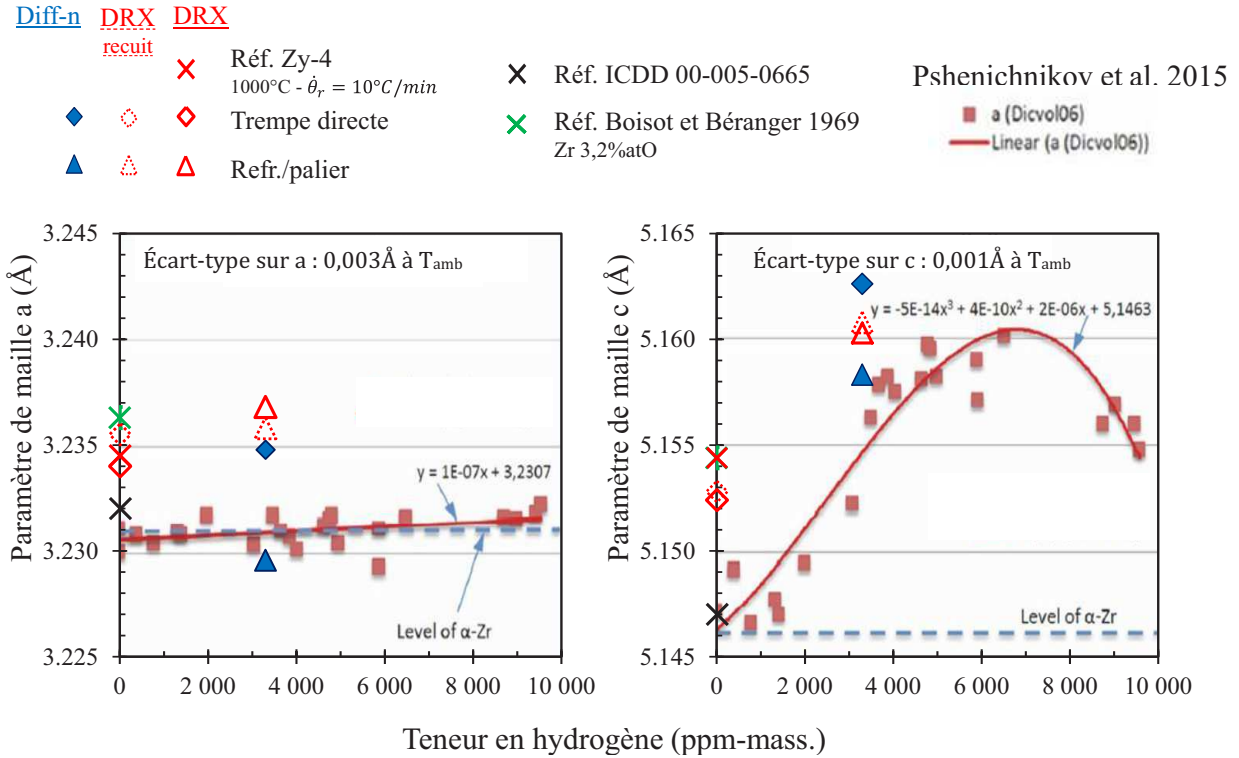 Diff-n DRX DRX
recuit
Réf. Zy-4
1000°C - θ̇r = 10°C/min
Trempe directe
Refr./palier
Réf. ICDD 00-005-0665
Réf. Boisot et Béranger 1969
Zr 3,2%atO
Pshenichnikov et al. 2015
a (Dicvol06)
Linear (a (Dicvol06))
Paramètre de maille a (Å)
3.245
3.240
3.235
3.230
3.225
Écart-type sur a : 0,003Å à Tamb
y = 1E-07x + 3,2307
Level of α-Zr
0 2 000 4 000 6 000 8 000 10 000
Paramètre de maille c (Å)
5.165
5.160
5.155
5.150
5.145
Écart-type sur c : 0,001Å à Tamb
y = -5E-14x³ + 4E-10x² + 2E-06x + 5,1463
Level of α-Zr
0 2 000 4 000 6 000 8 000 10 000
Teneur en hydrogène (ppm-mass.)